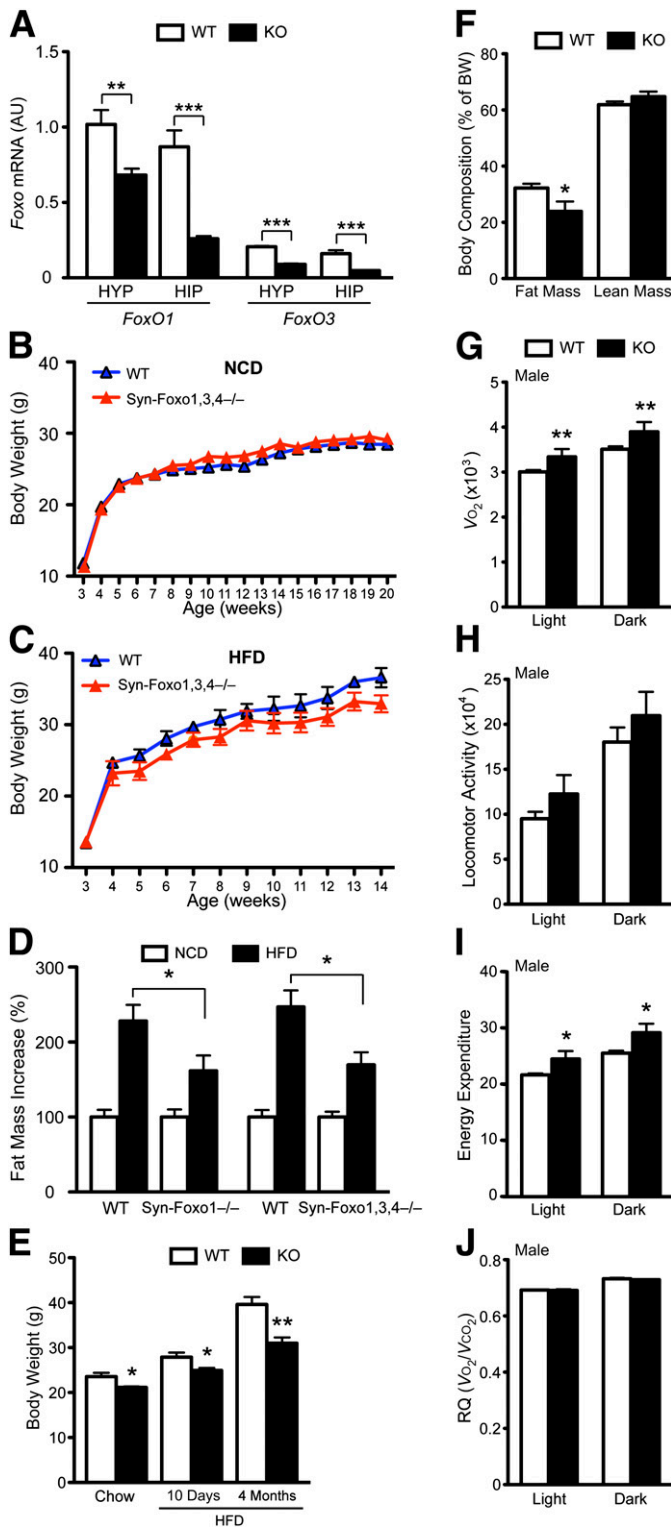 A
WT KO
Foxo mRNA (AU)
1.5
1.0
0.5
0
** *** *** ***
HYP HIP HYP HIP
FoxO1 FoxO3
B
NCD
WT
Syn-Foxo1,3,4–/–
Body Weight (g)
40
30
20
10
3 4 5 6 7 8 9 10 11 12 13 14 15 16 17 18 19 20
Age (weeks)
C
HFD
WT
Syn-Foxo1,3,4–/–
Body Weight (g)
40
30
20
10
3 4 5 6 7 8 9 10 11 12 13 14
Age (weeks)
D
NCD HFD
Fat Mass Increase (%)
300
200
100
0
* *
WT Syn-Foxo1–/– WT Syn-Foxo1,3,4–/–
E
WT KO
Body Weight (g)
50
40
30
20
10
0
* * **
Chow 10 Days 4 Months
HFD
F
WT KO
Body Composition (% of BW)
80
60
40
20
0
*
Fat Mass Lean Mass
G
WT KO
Male
VO2 (x10³)
5
4
3
2
1
0
** **
Light Dark
H
Male
Locomotor Activity (x10⁴)
25
20
15
10
5
0
Light Dark
I
Male
Energy Expenditure
40
30
20
10
0
* *
Light Dark
J
Male
RQ (VO2/VCO2)
0.8
0.6
0.4
0.2
0
Light Dark